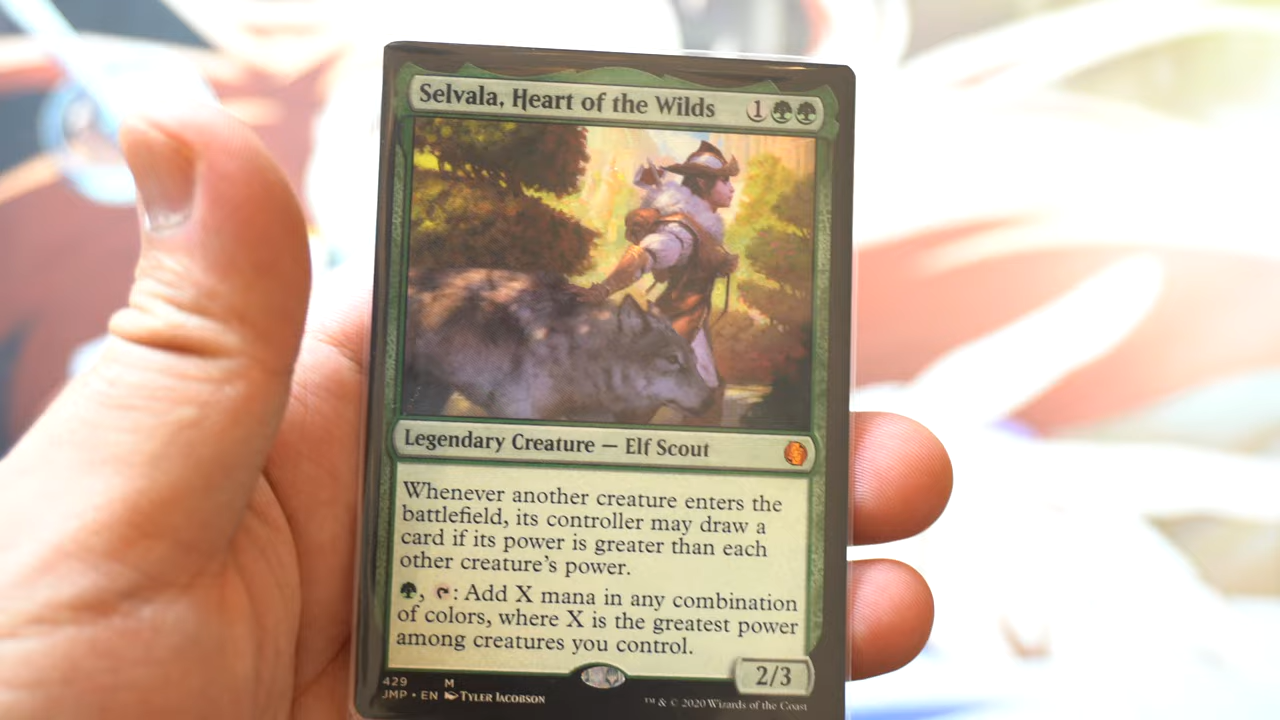 Selvala, Heart of the Wilds 1
Legendary Creature — Elf Scout
Whenever another creature enters the
battlefield, its controller may draw a
card if its power is greater than each
other creature's power.
, : Add X mana in any combination
of colors, where X is the greatest power
among creatures you control.
2/3
429 M
JMP • EN Tyler Jacobson
™ & © 2020 Wizards of the Coast